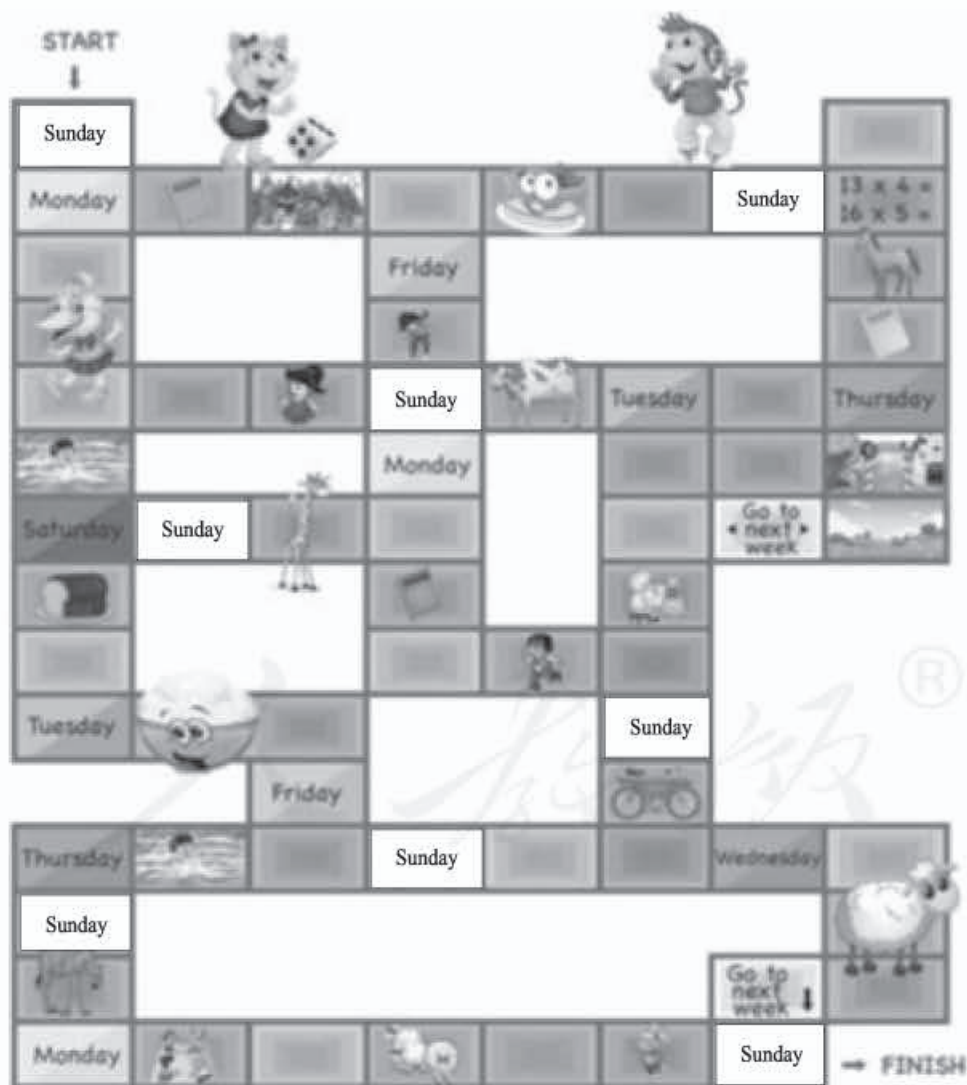 START
Sunday
Monday
Sunday
13 x 4 =
16 x 5 =
Friday
Sunday
Tuesday
Thursday
Monday
Saturday
Sunday
Go to
next
week
Tuesday
Sunday
Friday
Thursday
Sunday
Wednesday
Sunday
Go to
next
week
Monday
Sunday
FINISH